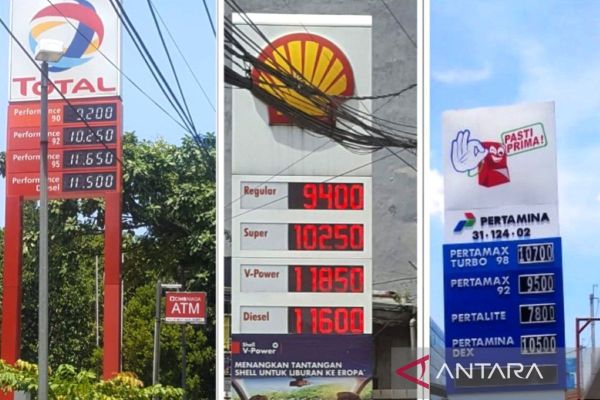 TOTAL
Performance 90 9.200
Performance 92 10.250
Performance 95 11.650
Performance Diesel 11.500
CIMB NIAGA
ATM
Regular 9400
Super 10250
V-Power 11850
Diesel 11600
Shell
V-Power
MENANGKAN TANTANGAN
SHELL UNTUK LIBURAN KE EROPA*
PASTI
PRIMA!
PERTAMINA
31·124·02
PERTAMAX TURBO 98 10700
PERTAMAX 92 9500
PERTALITE 7800
PERTAMINA DEX 10500
ANTARA